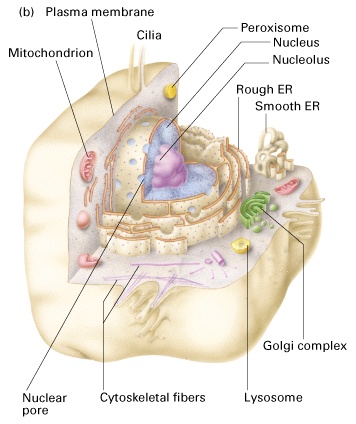 (b) Plasma membrane
Cilia
Mitochondrion
Peroxisome
Nucleus
Nucleolus
Rough ER
Smooth ER
Golgi complex
Nuclear
pore
Cytoskeletal fibers
Lysosome